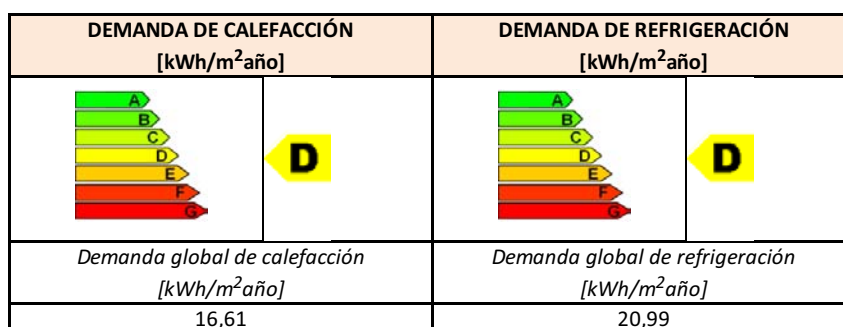 DEMANDA DE CALEFACCIÓN
[kWh/m²año]
DEMANDA DE REFRIGERACIÓN
[kWh/m²año]
A
B
C
D
E
F
G
D
A
B
C
D
E
F
G
D
Demanda global de calefacción
[kWh/m²año]
Demanda global de refrigeración
[kWh/m²año]
16,61
20,99